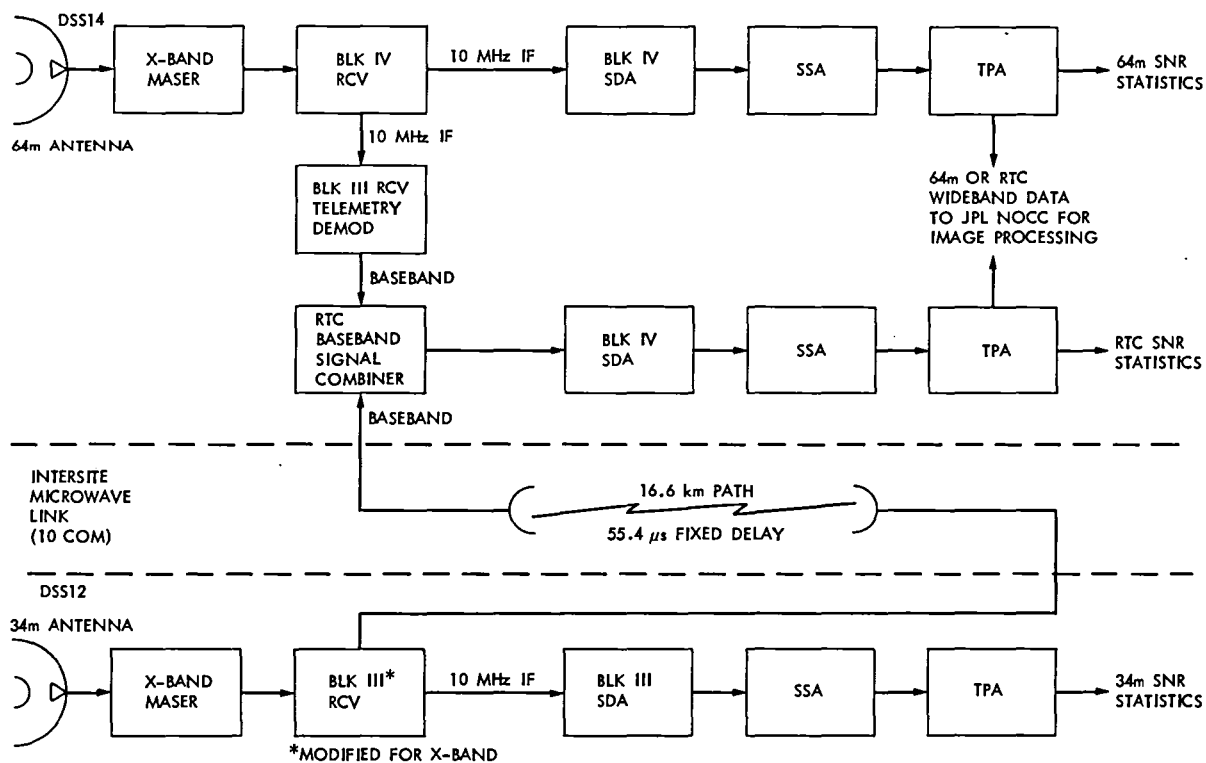 DSS14
64m ANTENNA
X-BAND
MASER
BLK IV
RCV
10 MHz IF
BLK IV
SDA
SSA
TPA
64m SNR
STATISTICS
10 MHz IF
BLK III RCV
TELEMETRY
DEMOD
64m OR RTC
WIDEBAND DATA
TO JPL NOCC FOR
IMAGE PROCESSING
BASEBAND
RTC
BASEBAND
SIGNAL
COMBINER
BLK IV
SDA
SSA
TPA
RTC SNR
STATISTICS
BASEBAND
INTERSITE
MICROWAVE
LINK
(10 COM)
16.6 km PATH
55.4 μs FIXED DELAY
DSS12
34m ANTENNA
X-BAND
MASER
BLK III*
RCV
10 MHz IF
BLK III
SDA
SSA
TPA
34m SNR
STATISTICS
*MODIFIED FOR X-BAND